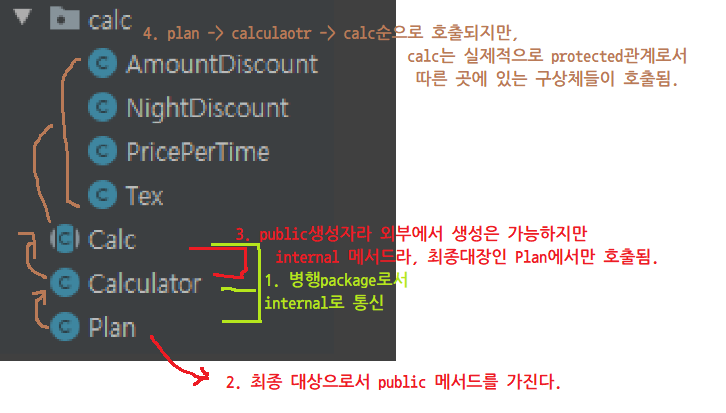 calc
4. plan -> calculaotr -> calc순으로 호출되지만,
calc는 실제적으로 protected관계로서
따른 곳에 있는 구상체들이 호출됨.
C AmountDiscount
C NightDiscount
C PricePerTime
C Tex
C Calc
3. public생성자라 외부에서 생성은 가능하지만
internal 메서드라, 최종대장인 Plan에서만 호출됨.
C Calculator
1. 병행package로서
internal로 통신
C Plan
2. 최종 대상으로서 public 메서드를 가진다.